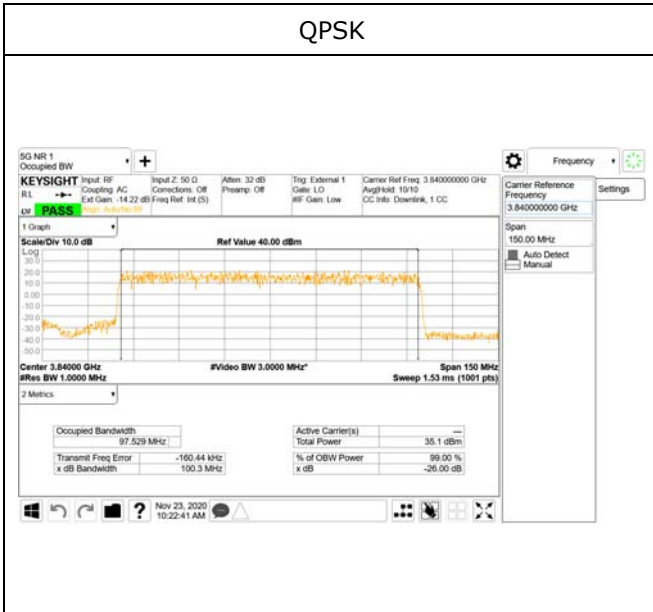 QPSK
5G NR 1
Occupied BW
Frequency
KEYSIGHT
Input: RF
Input Z: 50 Ω
Atten: 32 dB
Trig: External 1
Carrier Ref Freq: 3.840000000 GHz
RL
Coupling: AC
Corrections: Off
Preamp: Off
Gate: LO
Avg|Hold: 10/10
Ext Gain: -14.22 dB
Freq Ref: Int (S)
#IF Gain: Low
CC Info: Downlink, 1 CC
PASS
Align: Auto/No RF
Carrier Reference
Frequency
3.840000000 GHz
Settings
Span
150.00 MHz
Auto Detect
Manual
1 Graph
Scale/Div 10.0 dB
Ref Value 40.00 dBm
Log
30.0
20.0
10.0
0.00
-10.0
-20.0
-30.0
-40.0
-50.0
Center 3.84000 GHz
#Video BW 3.0000 MHz*
Span 150 MHz
#Res BW 1.0000 MHz
Sweep 1.53 ms (1001 pts)
2 Metrics
Occupied Bandwidth
97.529 MHz
Active Carrier(s)
---
Total Power
35.1 dBm
Transmit Freq Error
-160.44 kHz
% of OBW Power
99.00 %
x dB Bandwidth
100.3 MHz
x dB
-26.00 dB
Nov 23, 2020
10:22:41 AM